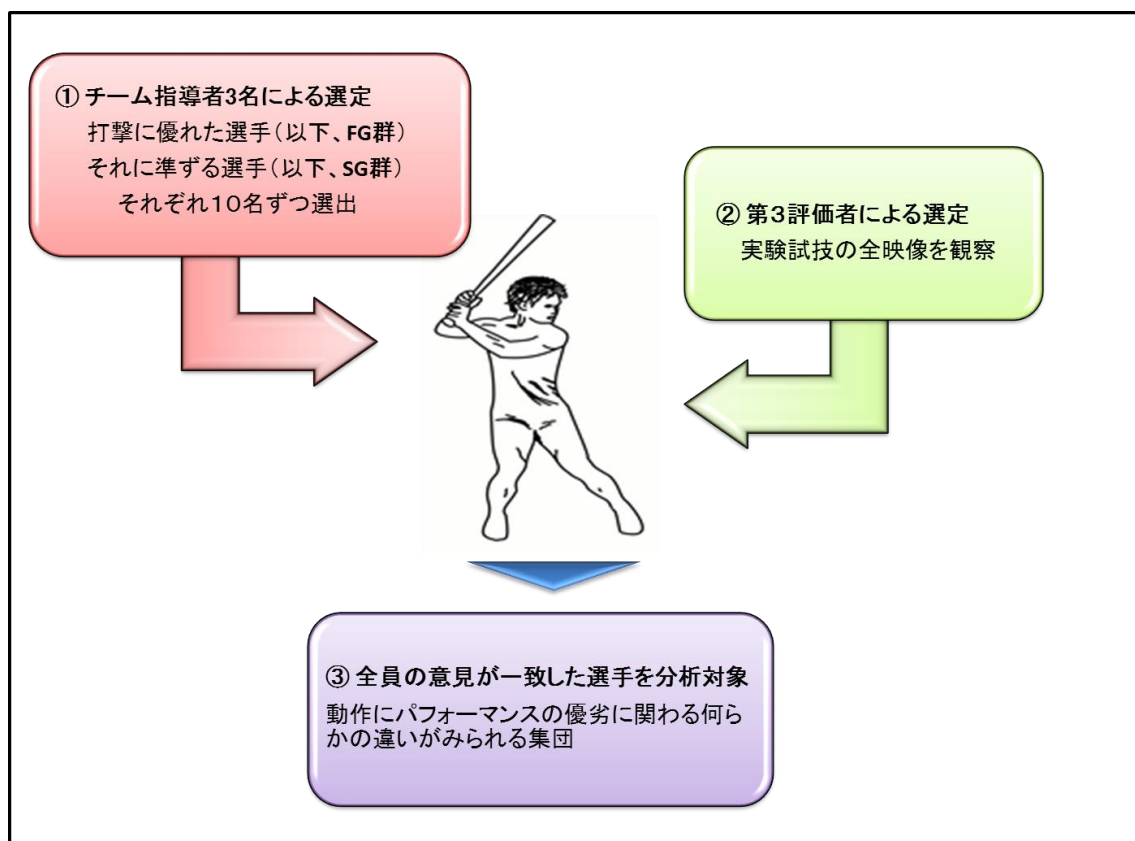 ① チーム指導者3名による選定
打撃に優れた選手(以下、FG群)
それに準ずる選手(以下、SG群)
それぞれ10名ずつ選出
② 第3評価者による選定
実験試技の全映像を観察
③ 全員の意見が一致した選手を分析対象
動作にパフォーマンスの優劣に関わる何ら
かの違いがみられる集団